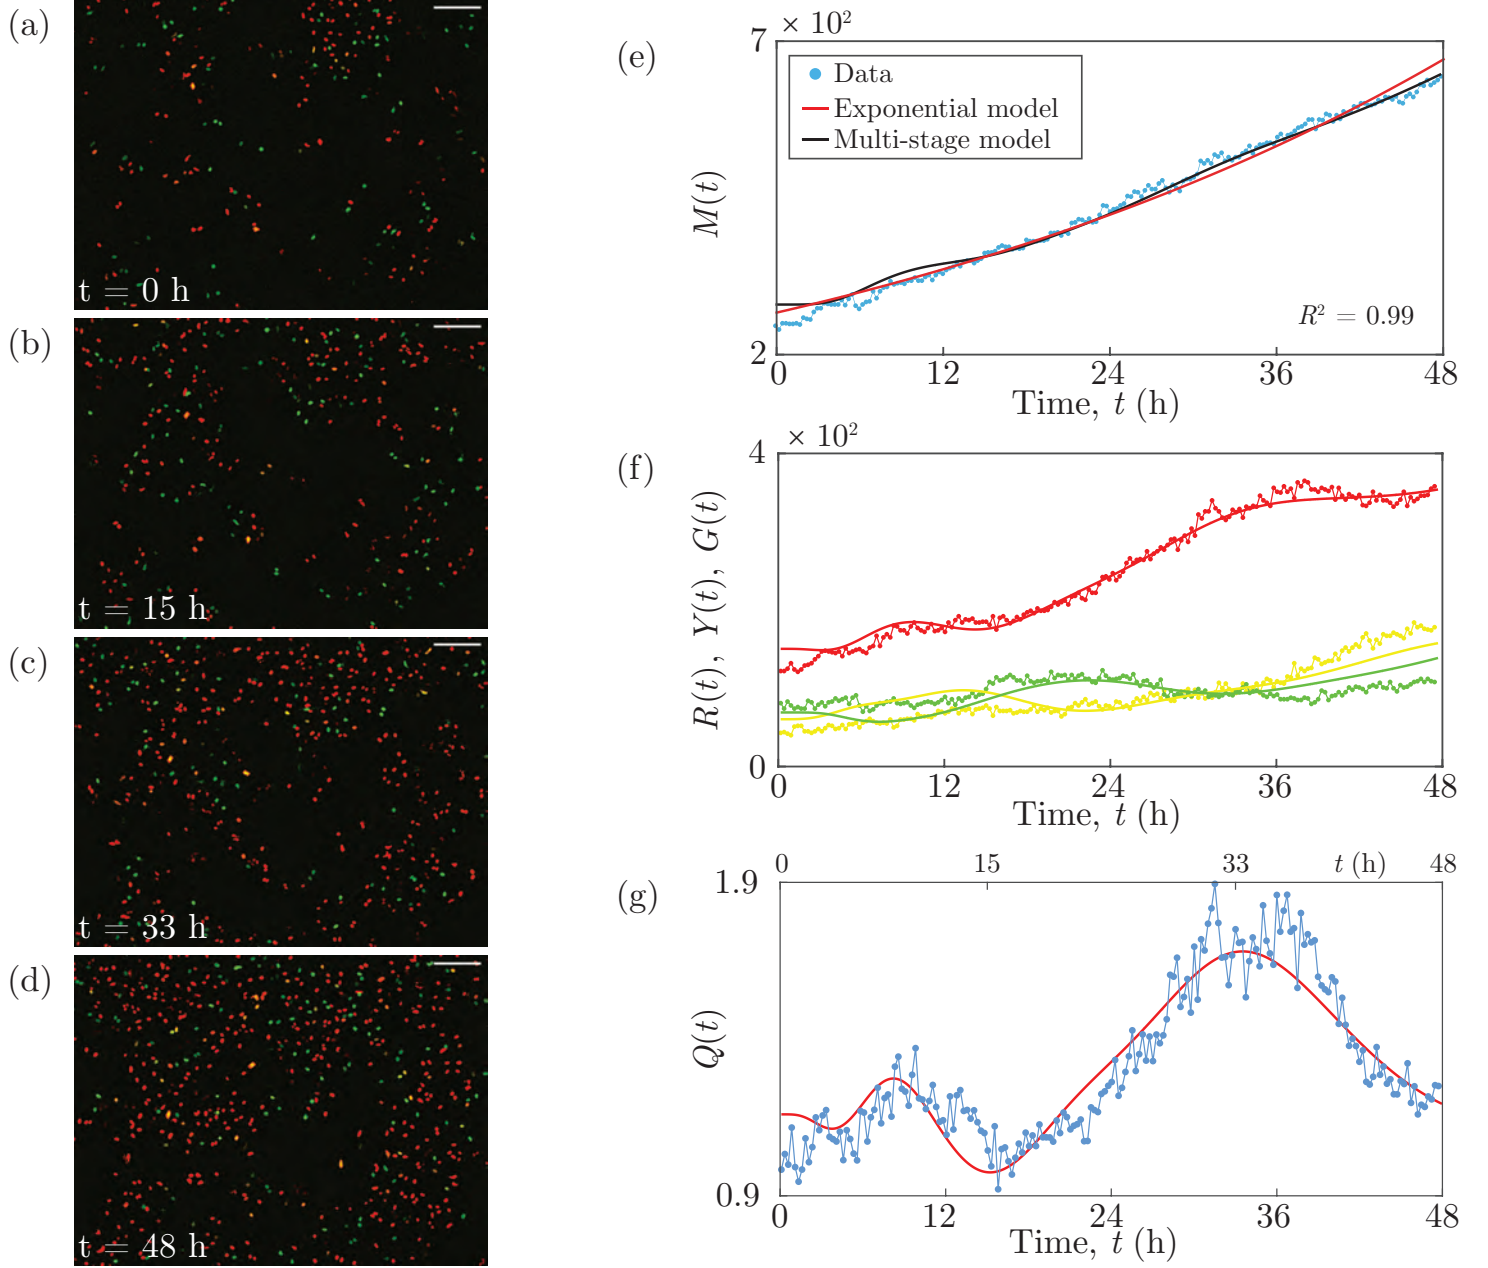 (a)
t = 0 h
(b)
t = 15 h
(c)
t = 33 h
(d)
t = 48 h
(e)
× 10²
7
2
M(t)
Data
Exponential model
Multi-stage model
R² = 0.99
0 12 24 36 48
Time, t (h)
(f)
× 10²
4
0
R(t), Y(t), G(t)
0 12 24 36 48
Time, t (h)
(g)
0 15 33 t (h) 48
1.9
0.9
Q(t)
0 12 24 36 48
Time, t (h)